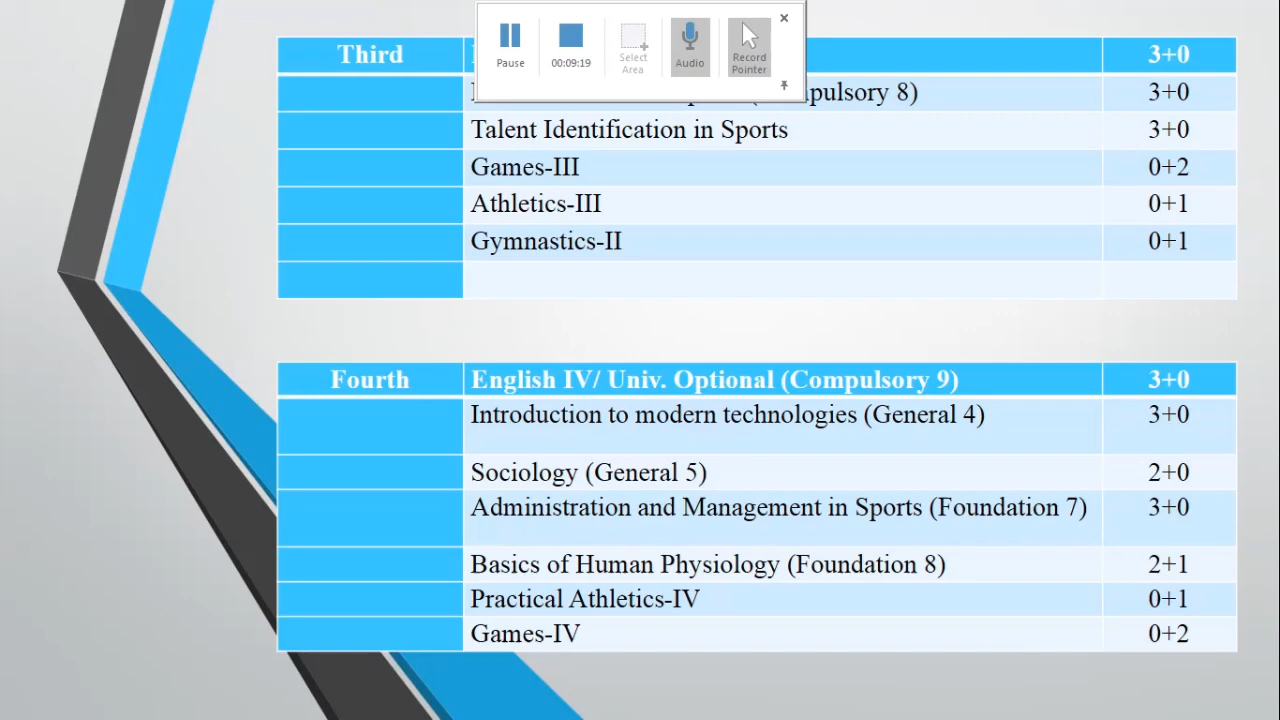 Pause
00:09:19
Select
Area
Audio
Record
Pointer
Third 3+0
8) 3+0
Talent Identification in Sports 3+0
Games-III 0+2
Athletics-III 0+1
Gymnastics-II 0+1
Fourth English IV/ Univ. Optional (Compulsory 9) 3+0
Introduction to modern technologies (General 4) 3+0
Sociology (General 5) 2+0
Administration and Management in Sports (Foundation 7) 3+0
Basics of Human Physiology (Foundation 8) 2+1
Practical Athletics-IV 0+1
Games-IV 0+2